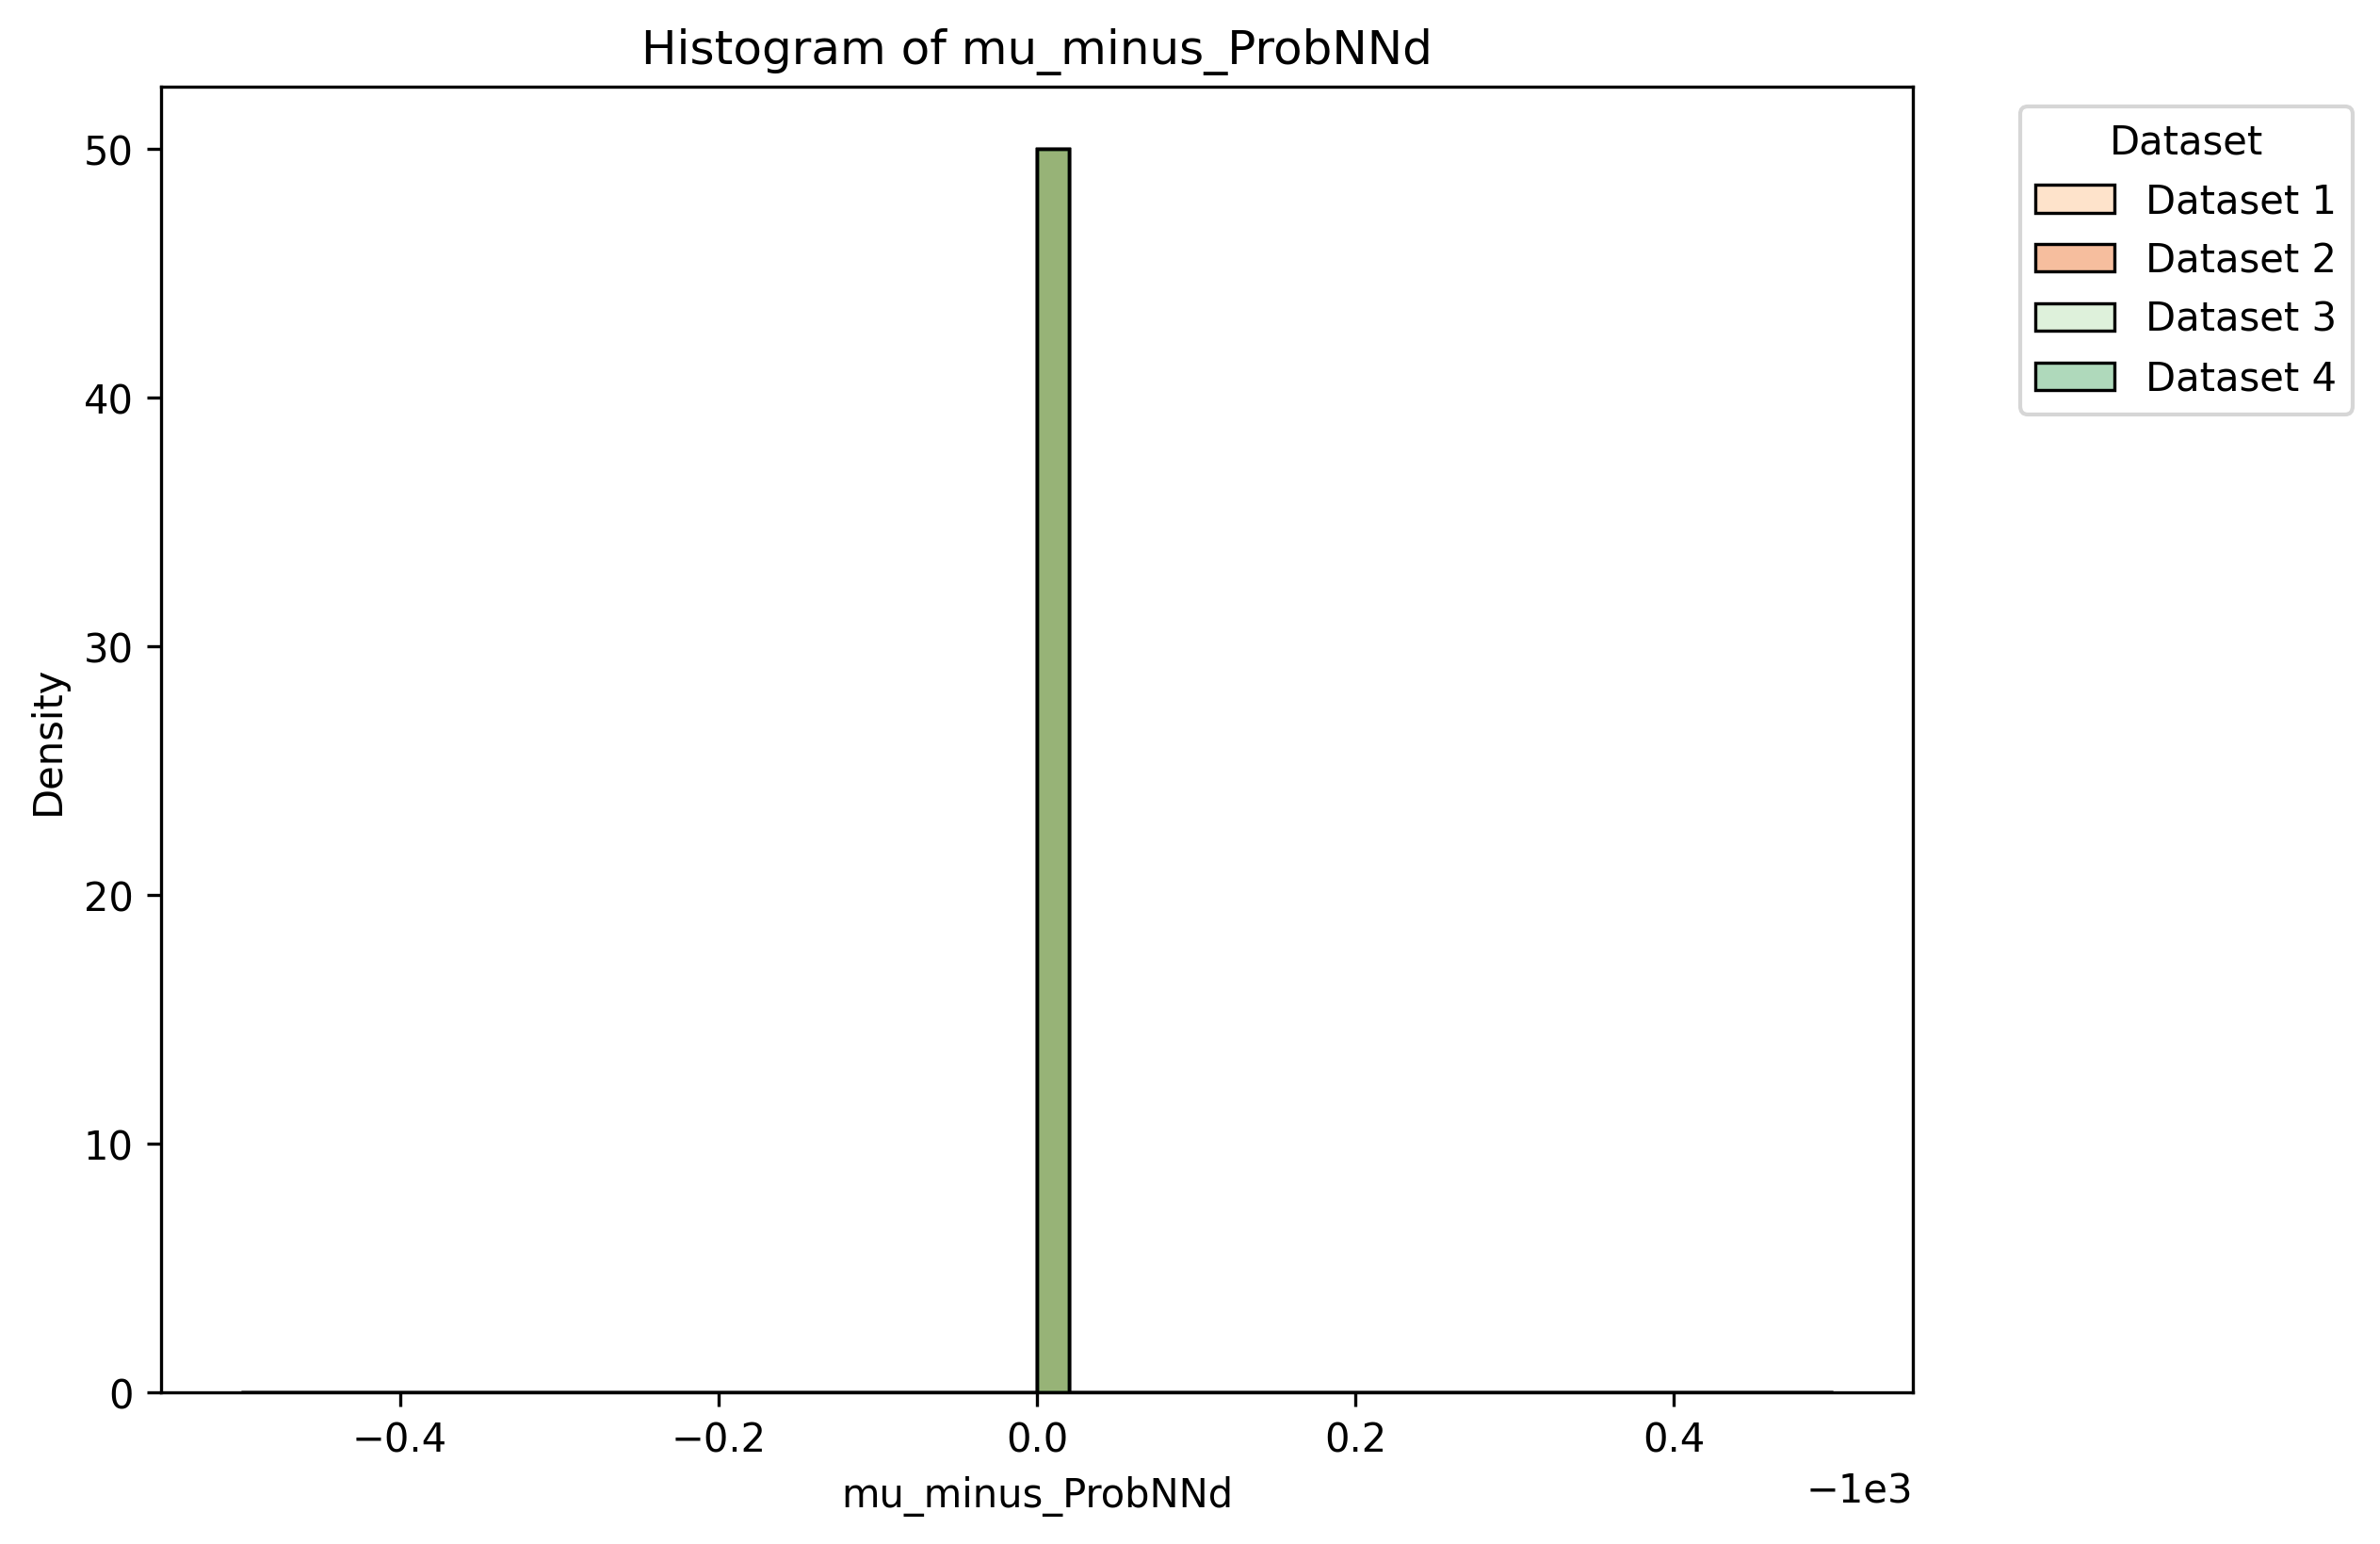 Histogram of mu_minus_ProbNNd
Density
50
40
30
20
10
0
−0.4
−0.2
0.0
0.2
0.4
−1e3
mu_minus_ProbNNd
Dataset
Dataset 1
Dataset 2
Dataset 3
Dataset 4